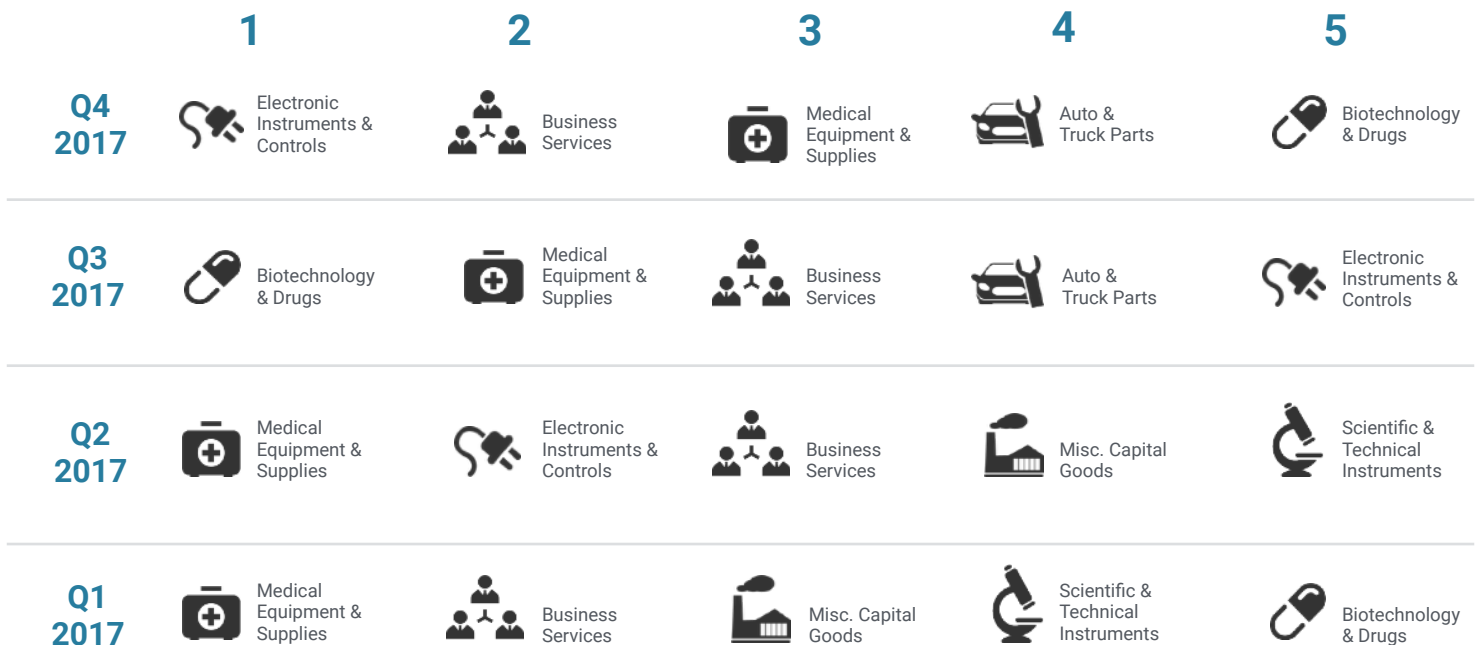 1 2 3 4 5
Q4
2017
Electronic
Instruments &
Controls
Business
Services
Medical
Equipment &
Supplies
Auto &
Truck Parts
Biotechnology
& Drugs
Q3
2017
Biotechnology
& Drugs
Medical
Equipment &
Supplies
Business
Services
Auto &
Truck Parts
Electronic
Instruments &
Controls
Q2
2017
Medical
Equipment &
Supplies
Electronic
Instruments &
Controls
Business
Services
Misc. Capital
Goods
Scientific &
Technical
Instruments
Q1
2017
Medical
Equipment &
Supplies
Business
Services
Misc. Capital
Goods
Scientific &
Technical
Instruments
Biotechnology
& Drugs